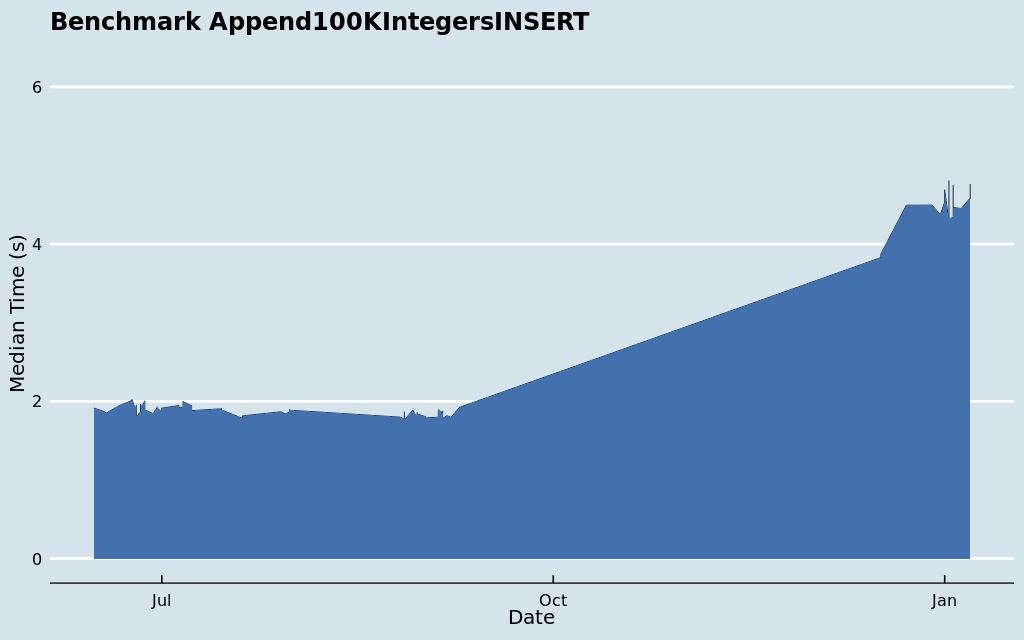 Benchmark Append100KIntegersINSERT
6
4
2
0
Median Time (s)
Jul
Oct
Jan
Date